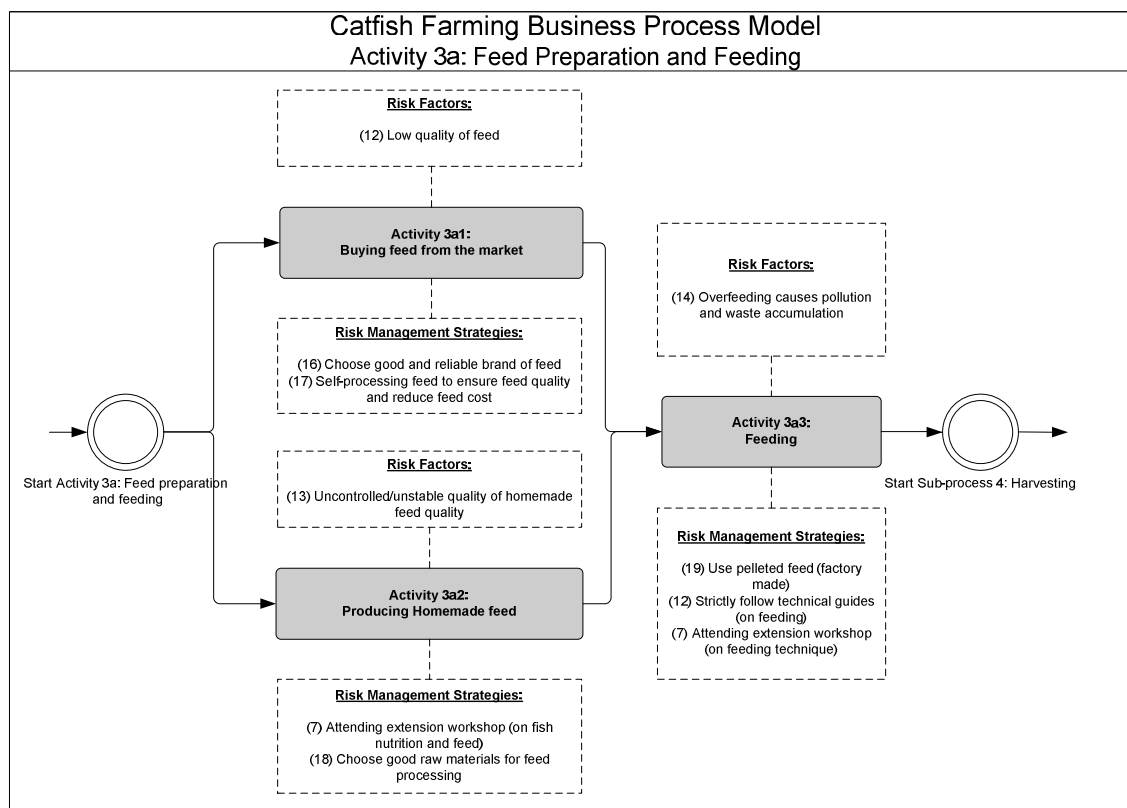 Catfish Farming Business Process Model
Activity 3a: Feed Preparation and Feeding
Risk Factors:
(12) Low quality of feed
Activity 3a1:
Buying feed from the market
Risk Management Strategies:
(16) Choose good and reliable brand of feed
(17) Self-processing feed to ensure feed quality
and reduce feed cost
Start Activity 3a: Feed preparation
and feeding
Risk Factors:
(13) Uncontrolled/unstable quality of homemade
feed quality
Activity 3a2:
Producing Homemade feed
Risk Management Strategies:
(7) Attending extension workshop (on fish
nutrition and feed)
(18) Choose good raw materials for feed
processing
Risk Factors:
(14) Overfeeding causes pollution
and waste accumulation
Activity 3a3:
Feeding
Risk Management Strategies:
(19) Use pelleted feed (factory
made)
(12) Strictly follow technical guides
(on feeding)
(7) Attending extension workshop
(on feeding technique)
Start Sub-process 4: Harvesting